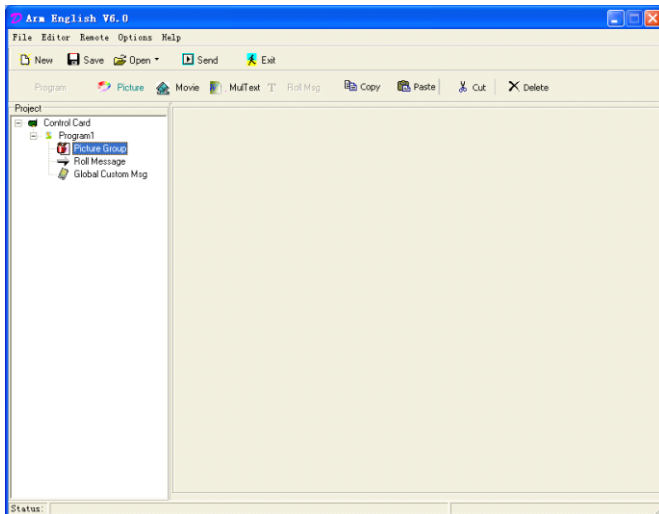 Arm English V6.0
File Editor Remote Options Help
New Save Open Send Exit
Program Picture Movie MulText Roll Msg Copy Paste Cut Delete
Project
Control Card
Program1
Picture Group
Roll Message
Global Custom Msg
Status: